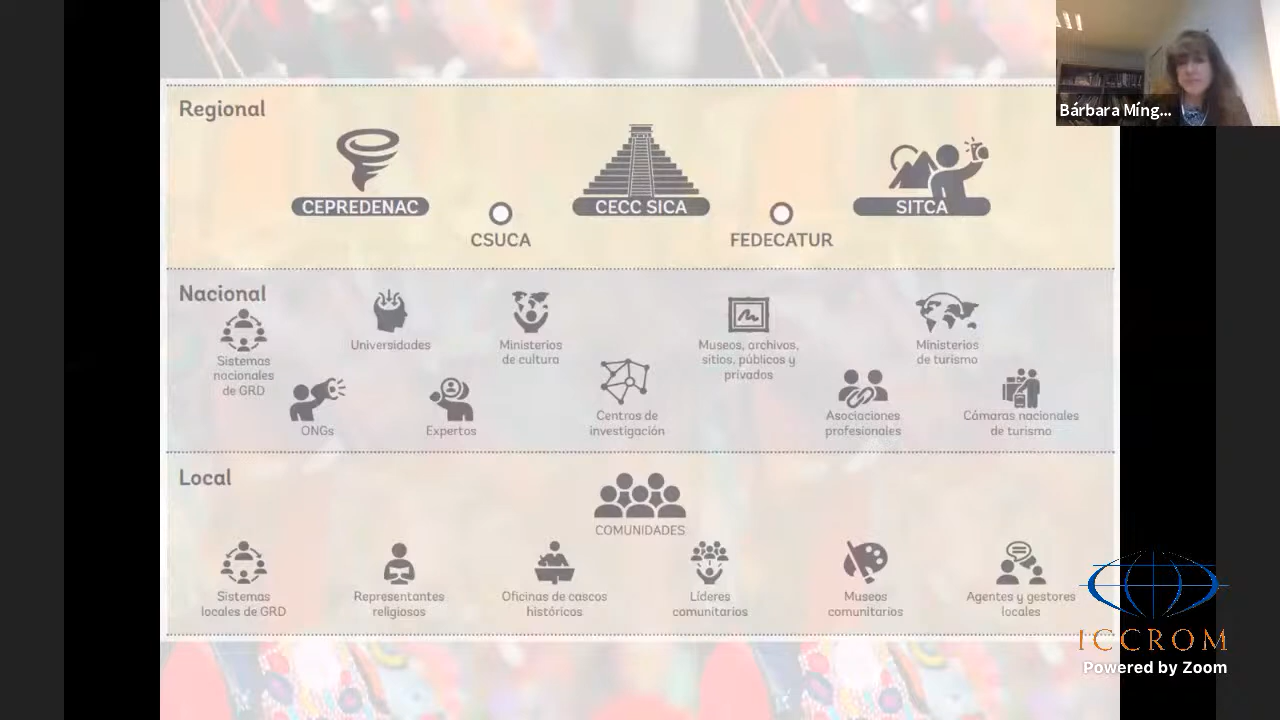 Bárbara Míng...
Regional
CEPREDENAC
CECC SICA
SITCA
CSUCA
FEDECATUR
Nacional
Sistemas
nacionales
de GRD
Universidades
Ministerios
de cultura
Museos, archivos,
sitios, públicos y
privados
Ministerios
de turismo
ONGs
Expertos
Centros de
investigación
Asociaciones
profesionales
Cámaras nacionales
de turismo
Local
COMUNIDADES
Sistemas
locales de GRD
Representantes
religiosos
Oficinas de cascos
históricos
Líderes
comunitarios
Museos
comunitarios
Agentes y gestores
locales
ICCROM
Powered by Zoom